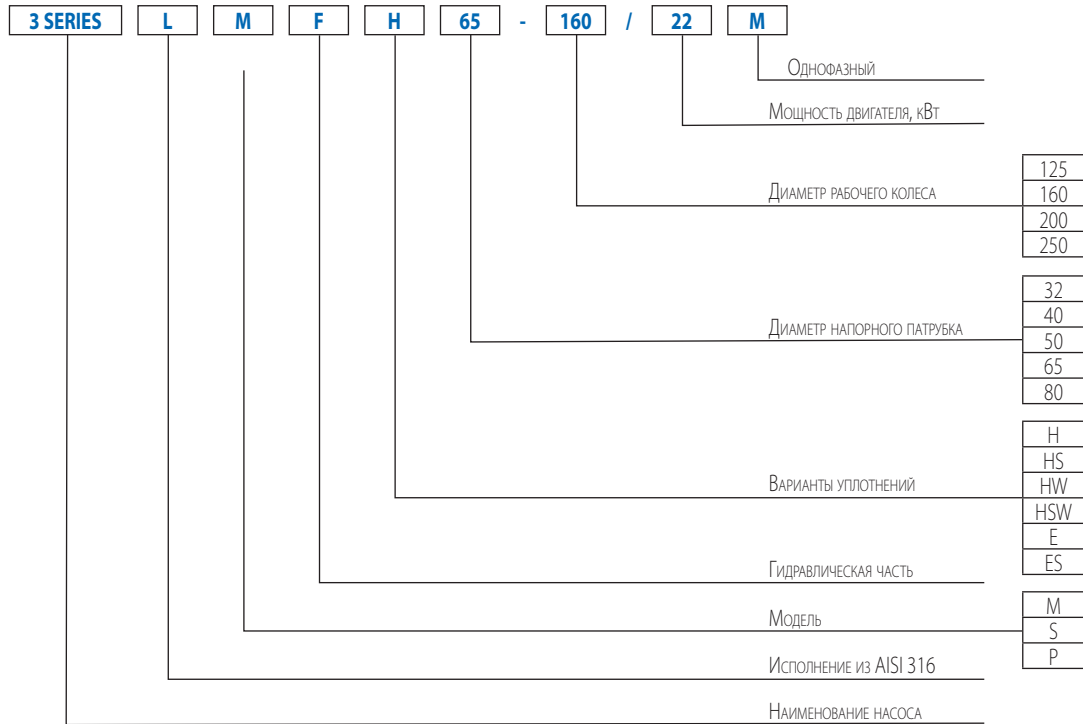 3 SERIES L M F H 65 - 160 / 22 M
Однофазный
Мощность двигателя, кВт
125
Диаметр рабочего колеса 160
200
250
32
40
Диаметр напорного патрубка 50
65
80
H
HS
Варианты уплотнений HW
HSW
E
ES
Гидравлическая часть
M
Модель S
P
Исполнение из AISI 316
Наименование насоса